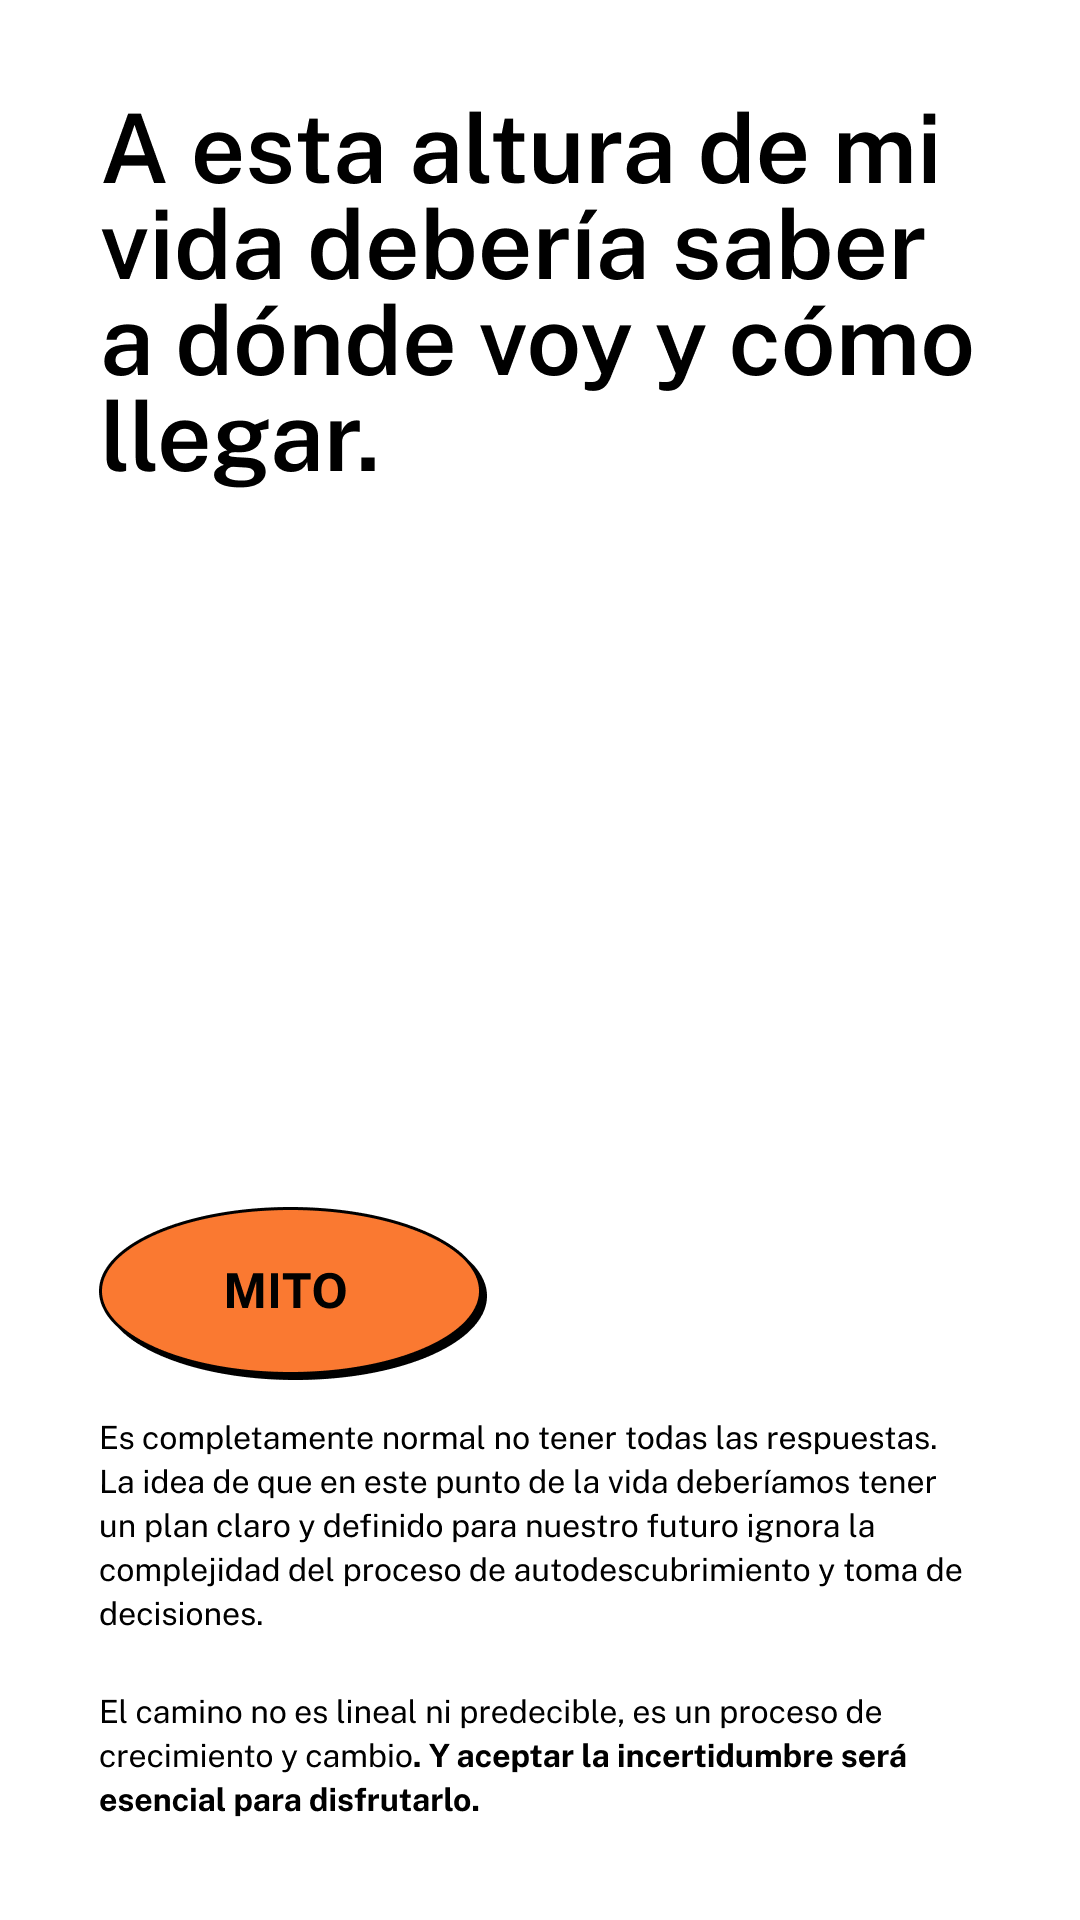 A esta altura de mi
vida debería saber
a dónde voy y cómo
llegar.
MITO
Es completamente normal no tener todas las respuestas.
La idea de que en este punto de la vida deberíamos tener
un plan claro y definido para nuestro futuro ignora la
complejidad del proceso de autodescubrimiento y toma de
decisiones.
El camino no es lineal ni predecible, es un proceso de
crecimiento y cambio. Y aceptar la incertidumbre será
esencial para disfrutarlo.